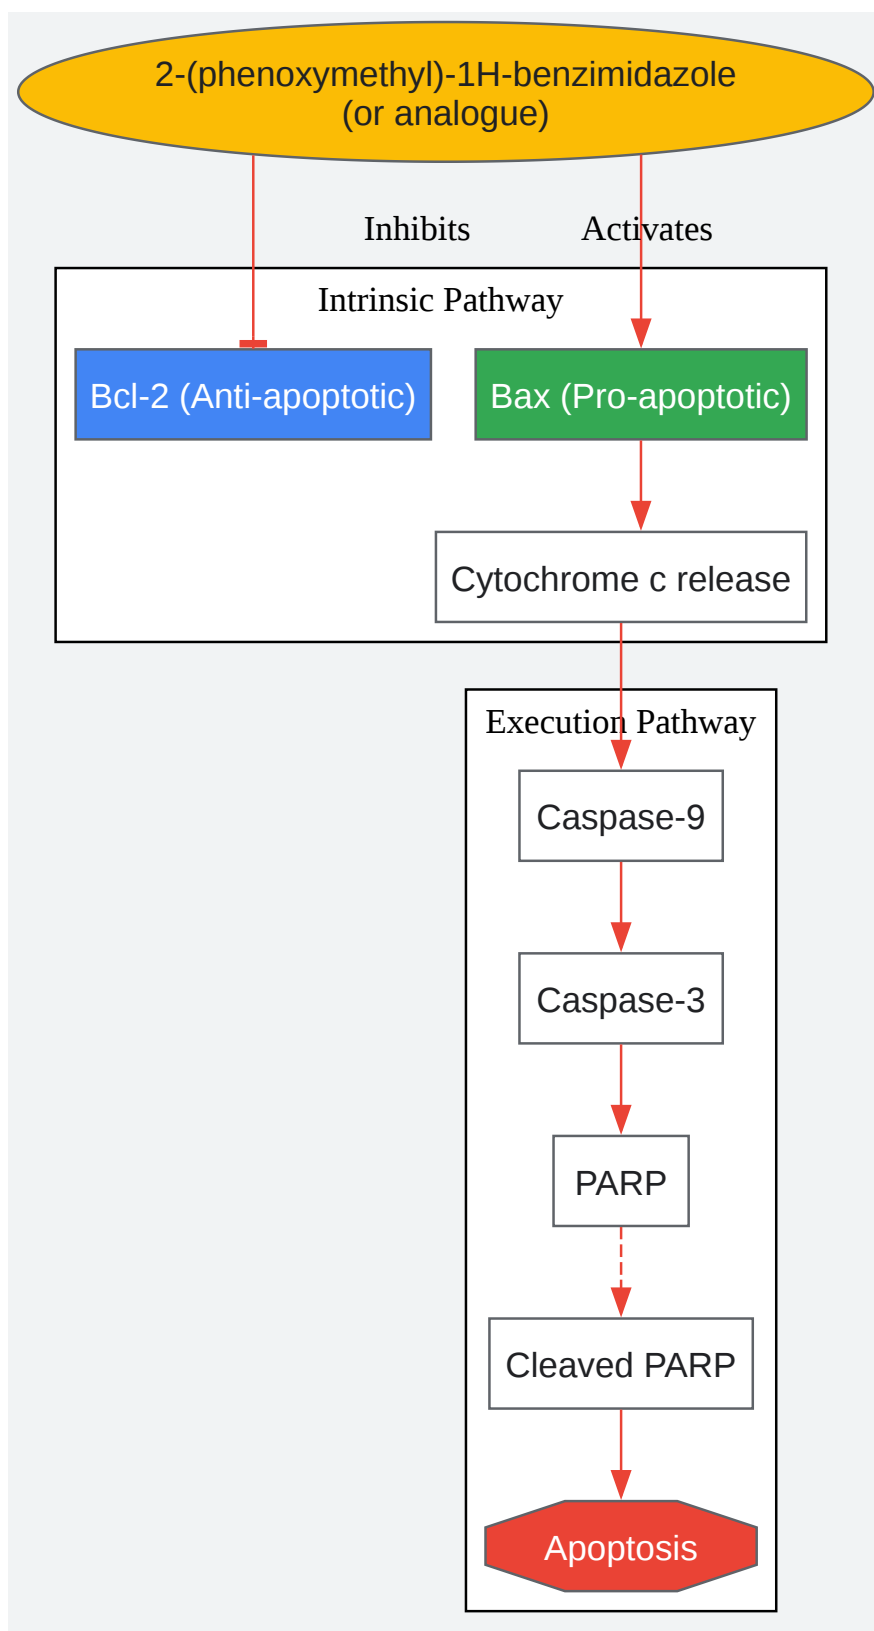 2-(phenoxymethyl)-1H-benzimidazole
(or analogue)
Inhibits
Activates
Intrinsic Pathway
Bcl-2 (Anti-apoptotic)
Bax (Pro-apoptotic)
Cytochrome c release
Execution Pathway
Caspase-9
Caspase-3
PARP
Cleaved PARP
Apoptosis